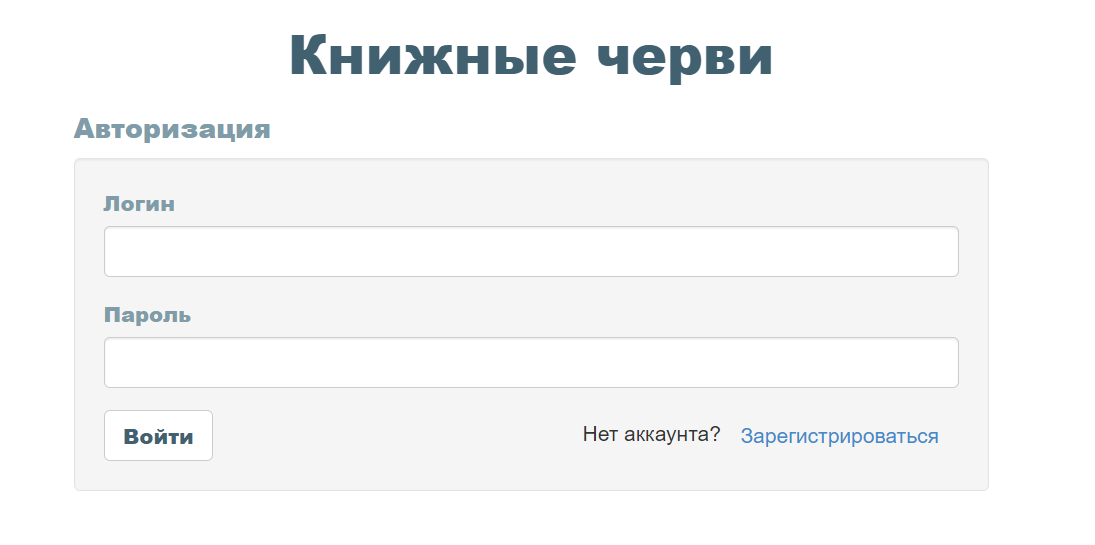 Книжные черви
Авторизация
Логин
Пароль
Войти
Нет аккаунта? Зарегистрироваться